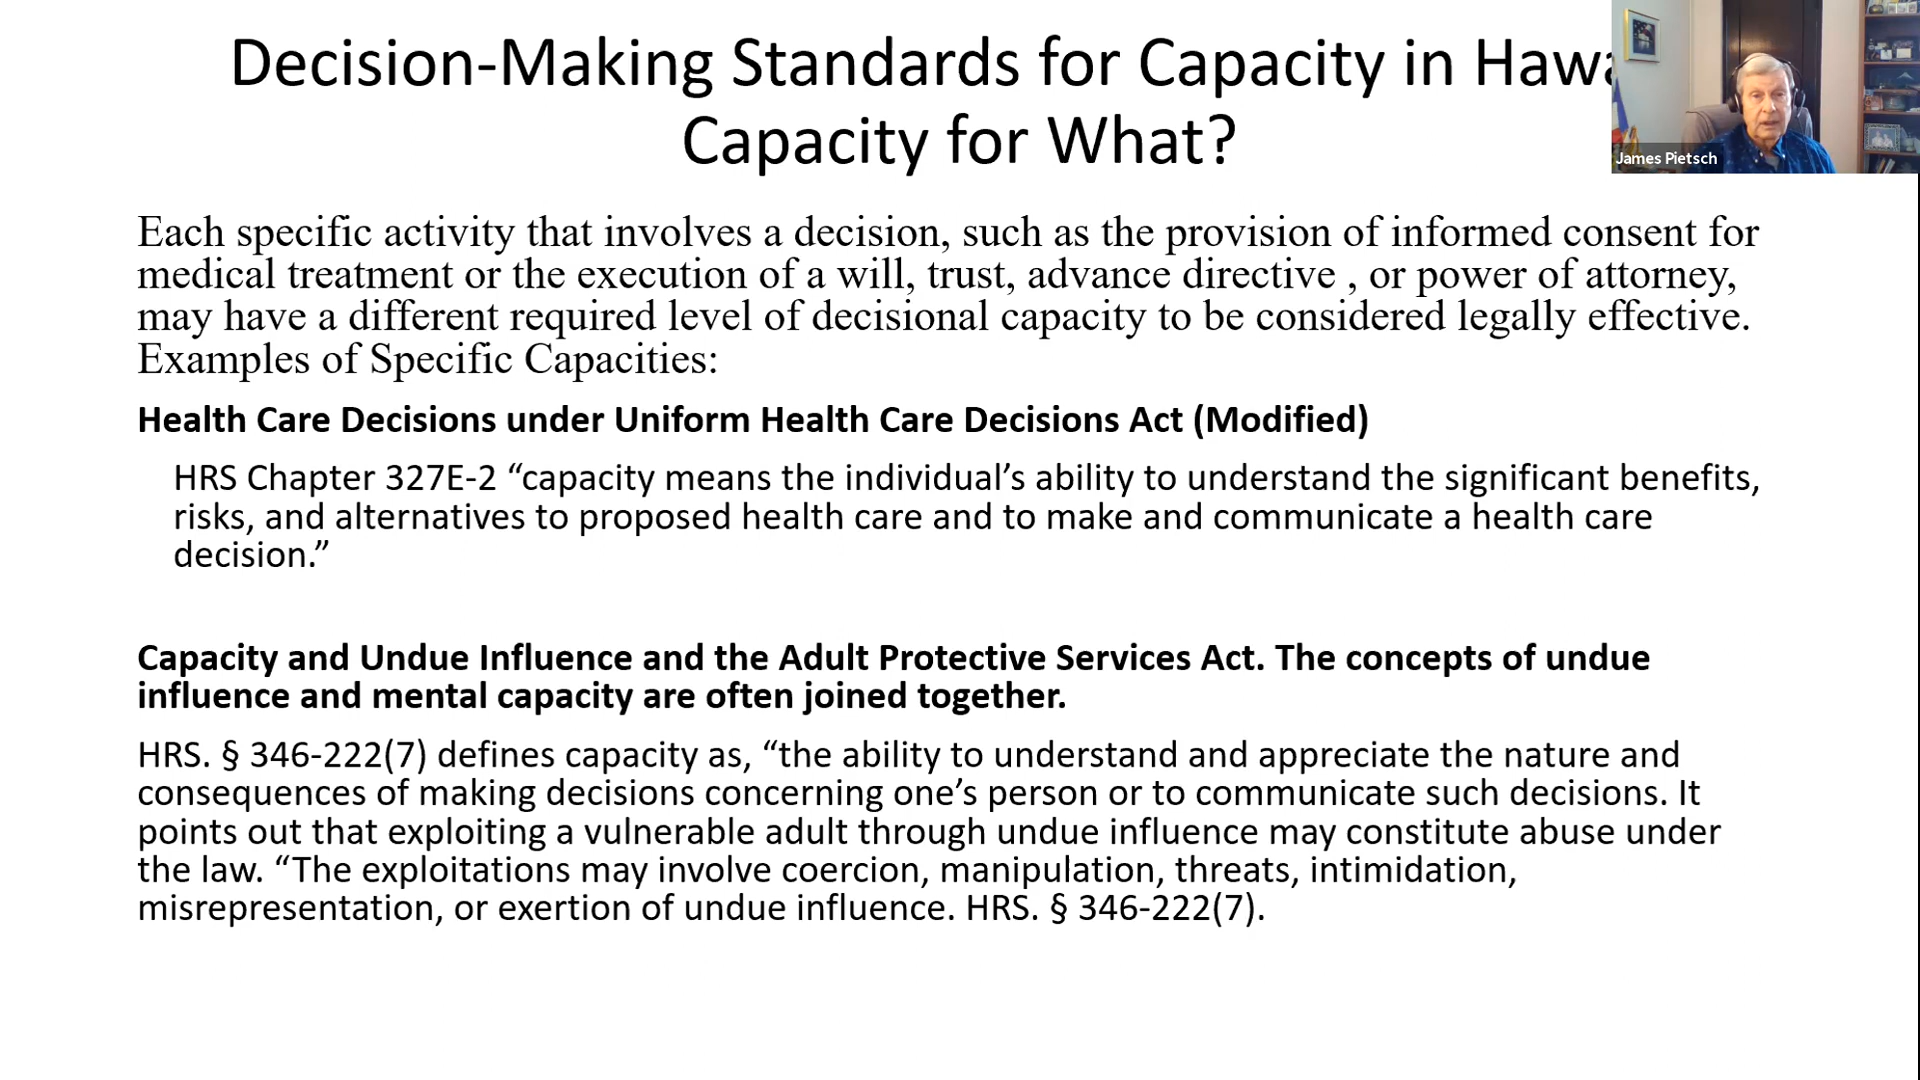 Decision-Making Standards for Capacity in Hawa
Capacity for What?
James Pietsch
Each specific activity that involves a decision, such as the provision of informed consent for
medical treatment or the execution of a will, trust, advance directive , or power of attorney,
may have a different required level of decisional capacity to be considered legally effective.
Examples of Specific Capacities:
Health Care Decisions under Uniform Health Care Decisions Act (Modified)
HRS Chapter 327E-2 “capacity means the individual’s ability to understand the significant benefits,
risks, and alternatives to proposed health care and to make and communicate a health care
decision.”
Capacity and Undue Influence and the Adult Protective Services Act. The concepts of undue
influence and mental capacity are often joined together.
HRS. § 346-222(7) defines capacity as, “the ability to understand and appreciate the nature and
consequences of making decisions concerning one’s person or to communicate such decisions. It
points out that exploiting a vulnerable adult through undue influence may constitute abuse under
the law. “The exploitations may involve coercion, manipulation, threats, intimidation,
misrepresentation, or exertion of undue influence. HRS. § 346-222(7).